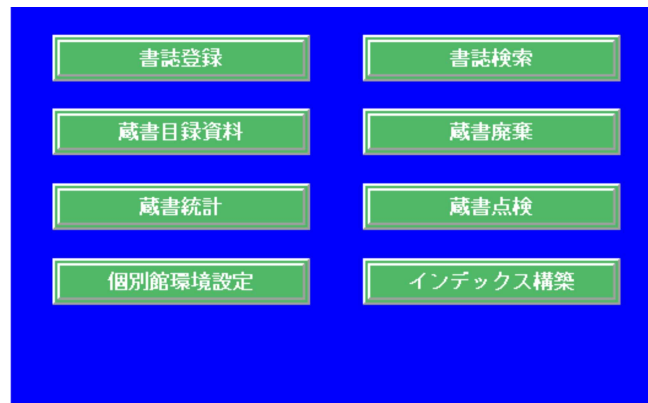 書誌登録
書誌検索
蔵書目録資料
蔵書廃棄
蔵書統計
蔵書点検
個別館環境設定
インデックス構築